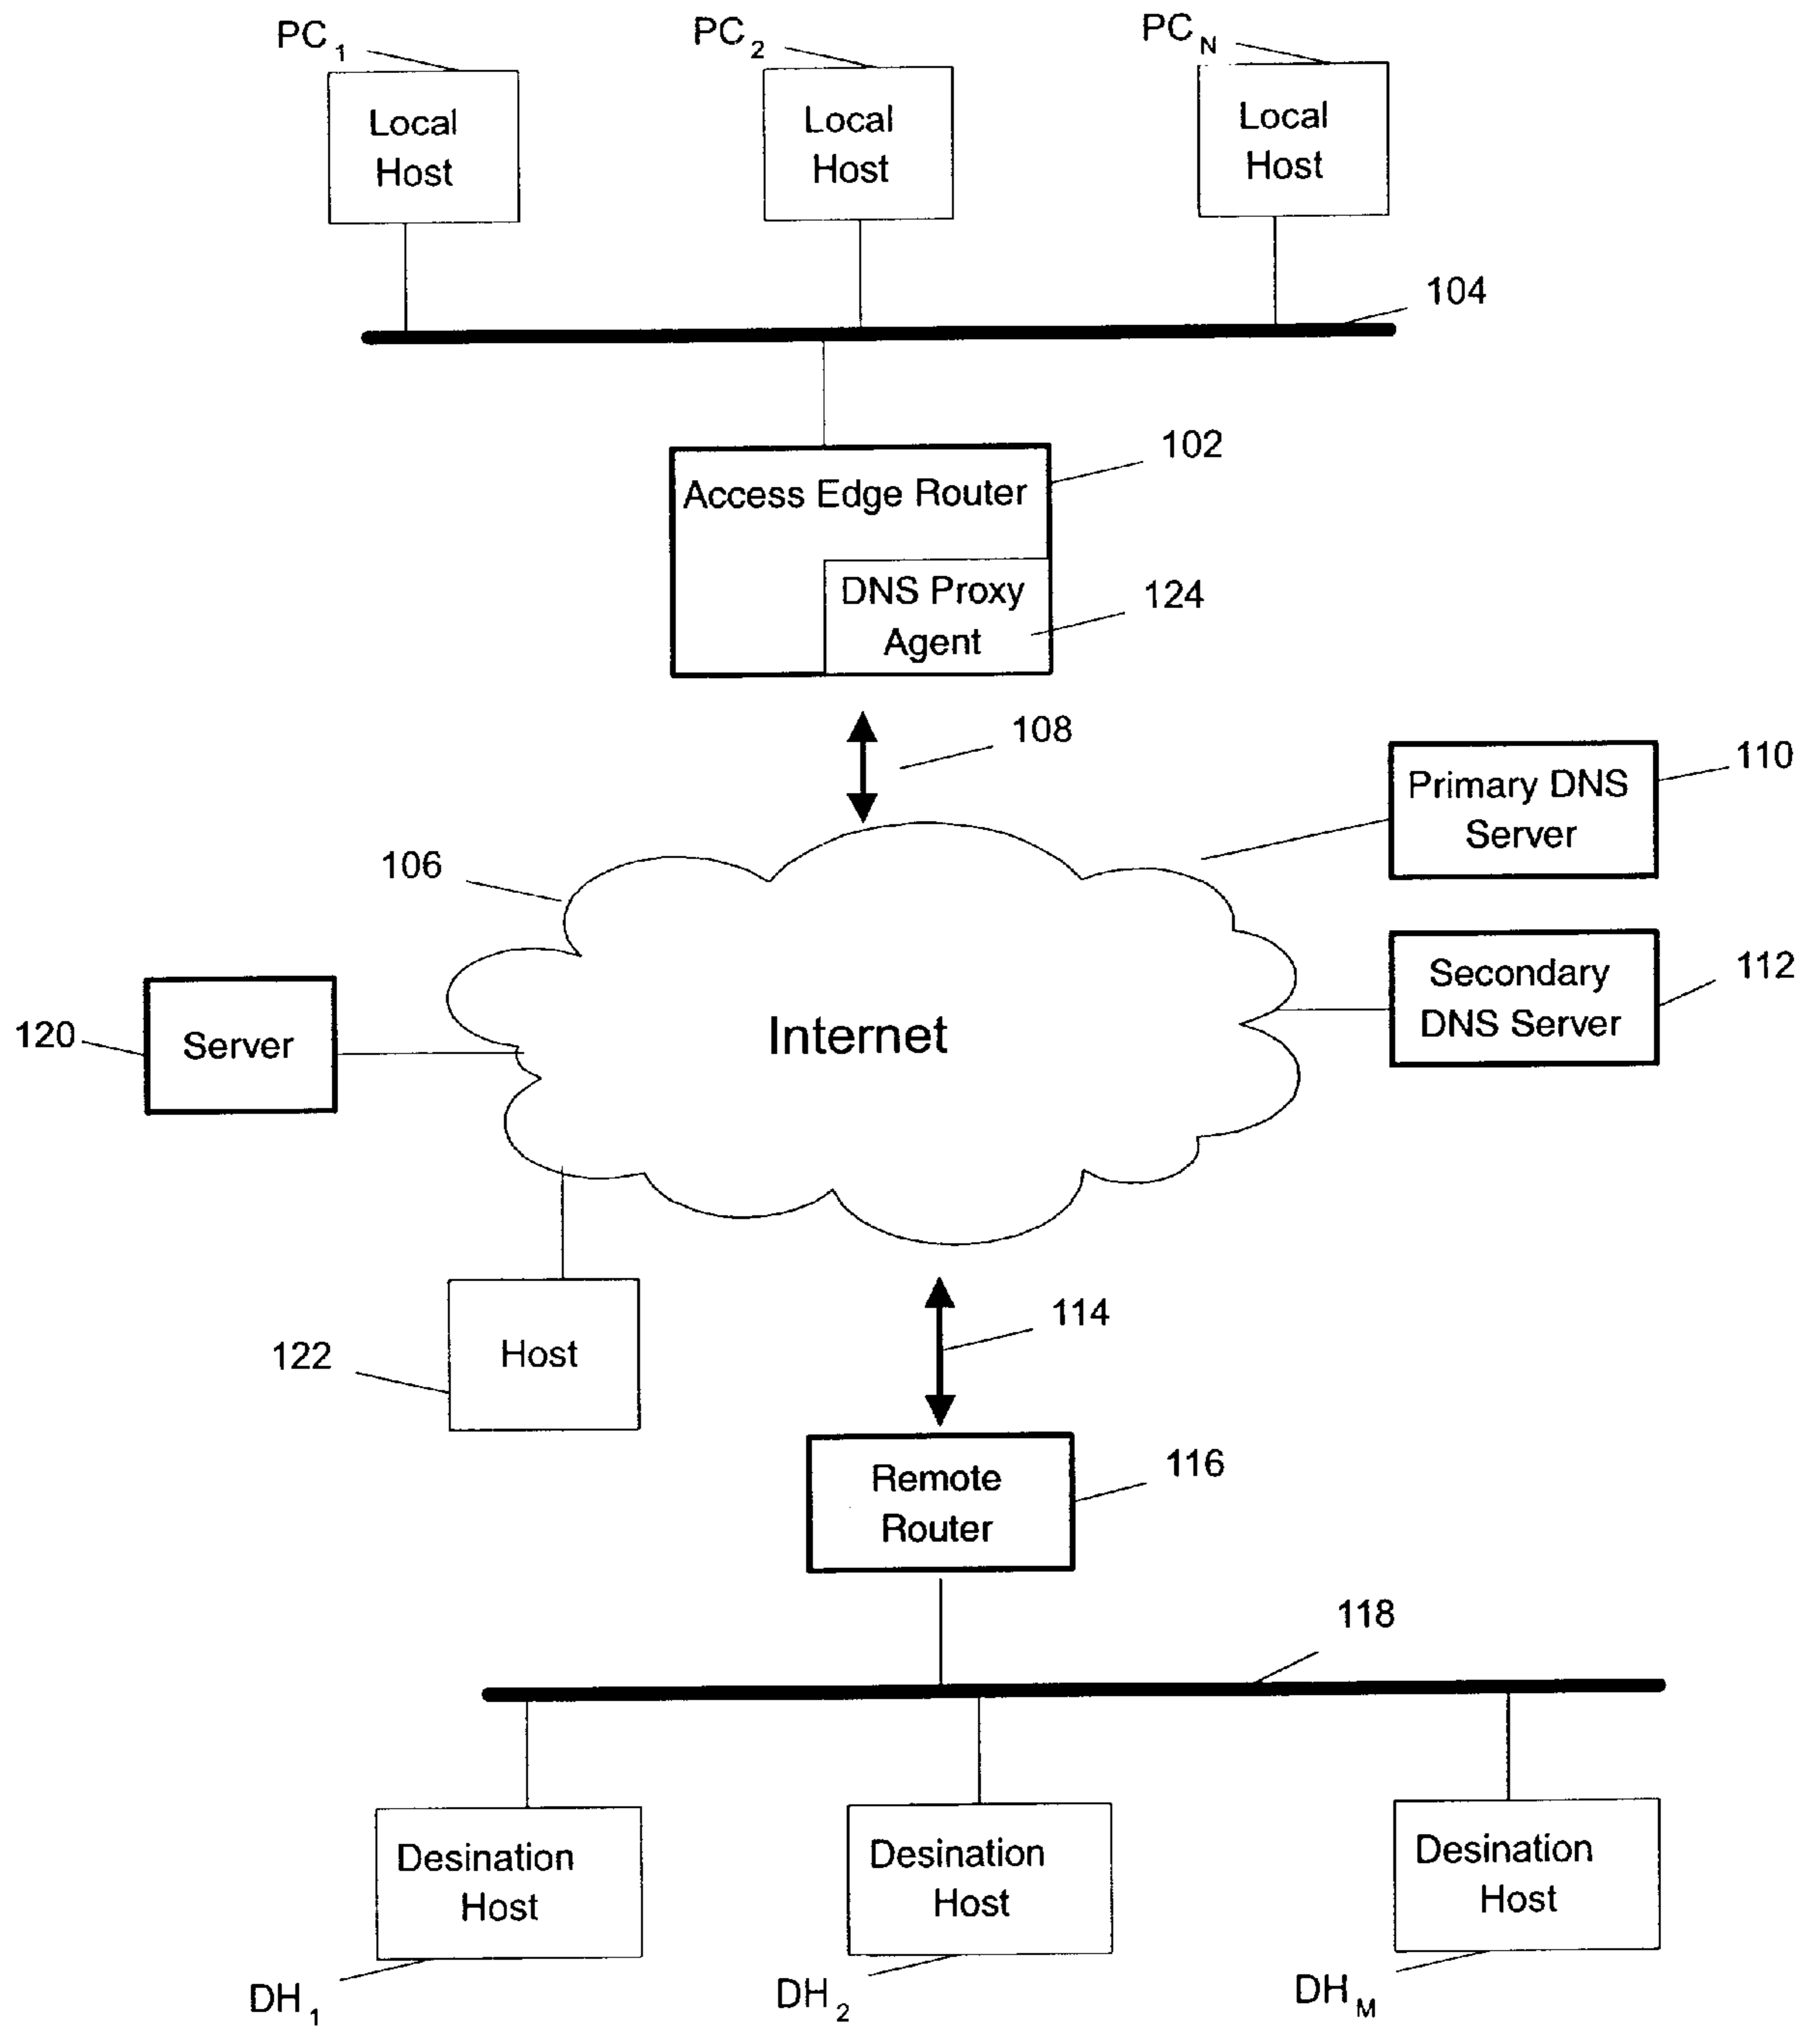 PC1
PC2
PCN
Local
Host
Local
Host
Local
Host
104
102
Access Edge Router
DNS Proxy
Agent
124
108
110
Primary DNS
Server
106
Secondary
DNS Server
112
Internet
120
Server
114
122
Host
116
Remote
Router
118
Desination
Host
Desination
Host
Desination
Host
DH1
DH2
DHM